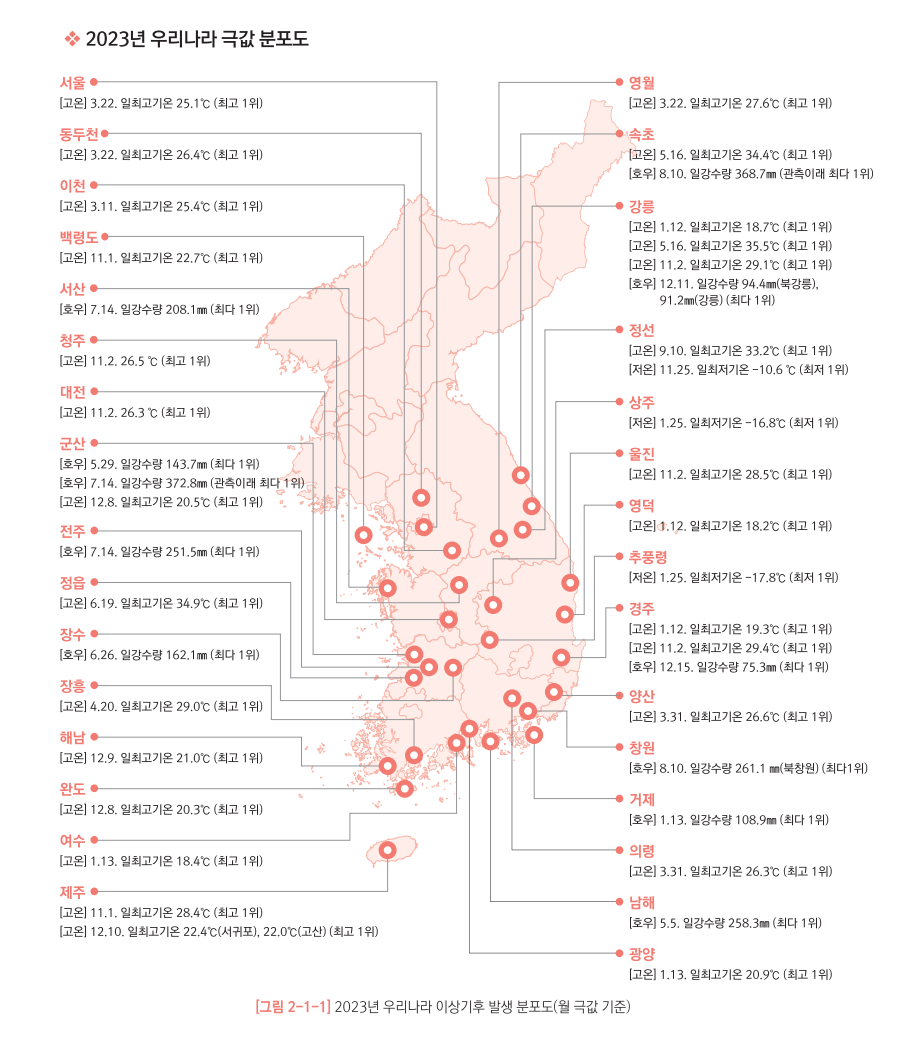 ❖ 2023년 우리나라 극값 분포도
서울
[고온] 3.22. 일최고기온 25.1℃ (최고 1위)
동두천
[고온] 3.22. 일최고기온 26.4℃ (최고 1위)
이천
[고온] 3.11. 일최고기온 25.4℃ (최고 1위)
백령도
[고온] 11.1. 일최고기온 22.7℃ (최고 1위)
서산
[호우] 7.14. 일강수량 208.1㎜ (최다 1위)
청주
[고온] 11.2. 26.5 ℃ (최고 1위)
대전
[고온] 11.2. 26.3 ℃ (최고 1위)
군산
[호우] 5.29. 일강수량 143.7㎜ (최다 1위)
[호우] 7.14. 일강수량 372.8㎜ (관측이래 최다 1위)
[고온] 12.8. 일최고기온 20.5℃ (최고 1위)
전주
[호우] 7.14. 일강수량 251.5㎜ (최다 1위)
정읍
[고온] 6.19. 일최고기온 34.9℃ (최고 1위)
장수
[호우] 6.26. 일강수량 162.1㎜ (최다 1위)
장흥
[고온] 4.20. 일최고기온 29.0℃ (최고 1위)
해남
[고온] 12.9. 일최고기온 21.0℃ (최고 1위)
완도
[고온] 12.8. 일최고기온 20.3℃ (최고 1위)
여수
[고온] 1.13. 일최고기온 18.4℃ (최고 1위)
제주
[고온] 11.1. 일최고기온 28.4℃ (최고 1위)
[고온] 12.10. 일최고기온 22.4℃(서귀포), 22.0℃(고산) (최고 1위)
영월
[고온] 3.22. 일최고기온 27.6℃ (최고 1위)
속초
[고온] 5.16. 일최고기온 34.4℃ (최고 1위)
[호우] 8.10. 일강수량 368.7㎜ (관측이래 최다 1위)
강릉
[고온] 1.12. 일최고기온 18.7℃ (최고 1위)
[고온] 5.16. 일최고기온 35.5℃ (최고 1위)
[고온] 11.2. 일최고기온 29.1℃ (최고 1위)
[호우] 12.11. 일강수량 94.4㎜(북강릉),
91.2㎜(강릉) (최다 1위)
정선
[고온] 9.10. 일최고기온 33.2℃ (최고 1위)
[저온] 11.25. 일최저기온 -10.6 ℃ (최저 1위)
상주
[저온] 1.25. 일최저기온 -16.8℃ (최저 1위)
울진
[고온] 11.2. 일최고기온 28.5℃ (최고 1위)
영덕
[고온] 1.12. 일최고기온 18.2℃ (최고 1위)
추풍령
[저온] 1.25. 일최저기온 -17.8℃ (최저 1위)
경주
[고온] 1.12. 일최고기온 19.3℃ (최고 1위)
[고온] 11.2. 일최고기온 29.4℃ (최고 1위)
[호우] 12.15. 일강수량 75.3㎜ (최다 1위)
양산
[고온] 3.31. 일최고기온 26.6℃ (최고 1위)
창원
[호우] 8.10. 일강수량 261.1 ㎜(북창원) (최다1위)
거제
[호우] 1.13. 일강수량 108.9㎜ (최다 1위)
의령
[고온] 3.31. 일최고기온 26.3℃ (최고 1위)
남해
[호우] 5.5. 일강수량 258.3㎜ (최다 1위)
광양
[고온] 1.13. 일최고기온 20.9℃ (최고 1위)
[그림 2-1-1] 2023년 우리나라 이상기후 발생 분포도(월 극값 기준)